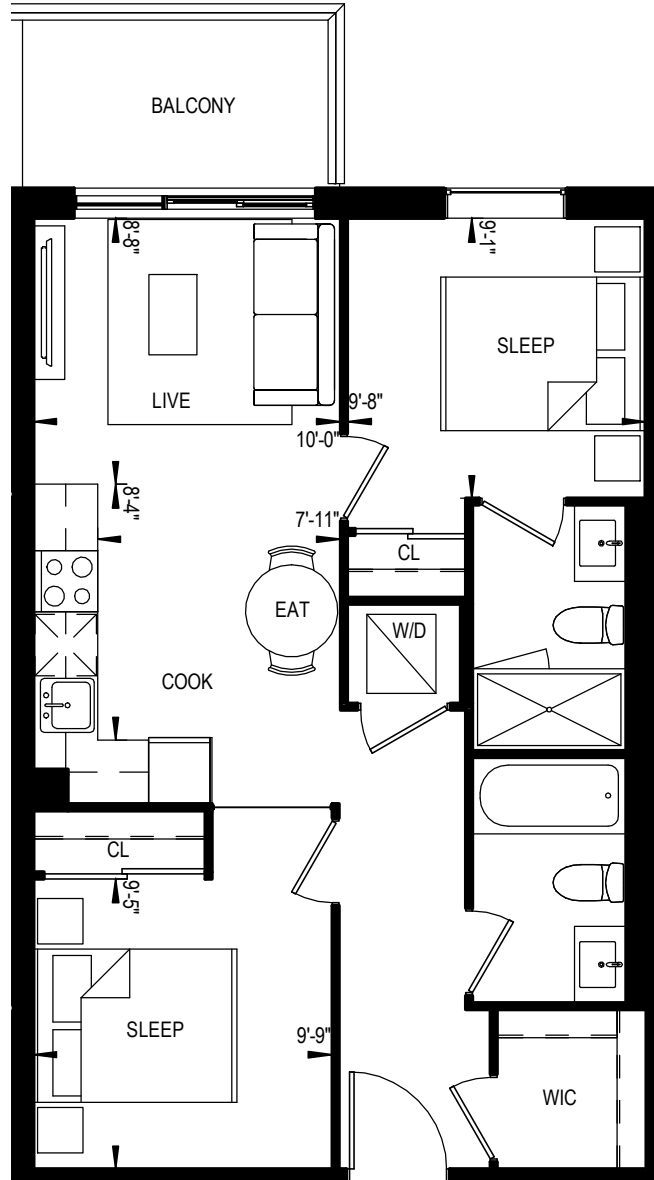 BALCONY
8'-8"
9'-1"
SLEEP
LIVE
9'-8"
10'-0"
8'-4"
7'-11"
CL
EAT
W/D
COOK
CL
9'-5"
SLEEP
9'-9"
WIC